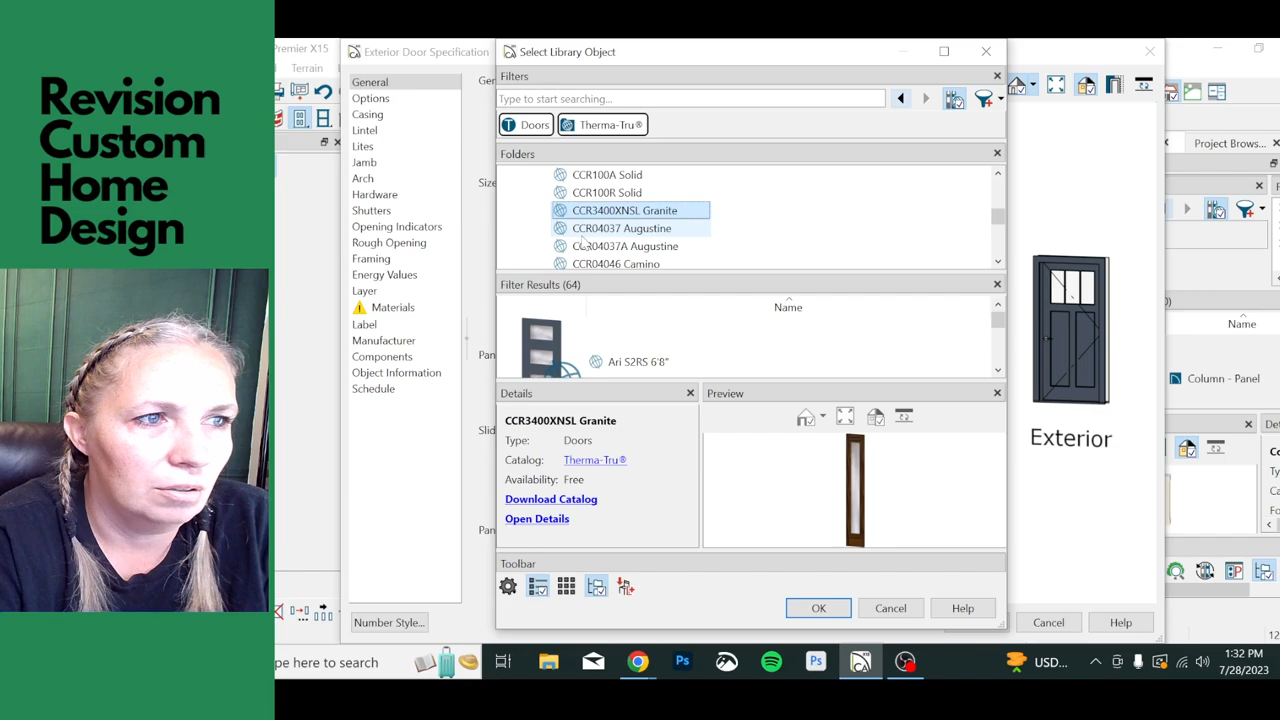 Revision
Custom
Home
Design
Premier X15
Terrain
Exterior Door Specification
General
Options
Casing
Lintel
Lites
Jamb
Arch
Hardware
Shutters
Opening Indicators
Rough Opening
Framing
Energy Values
Layer
Materials
Label
Manufacturer
Components
Object Information
Schedule
Number Style...
Ger
Size
Pan
Slid
Pan
Select Library Object
Filters
Type to start searching...
Doors
Therma-Tru®
Folders
CCR100A Solid
CCR100R Solid
CCR3400XNSL Granite
CCR04037 Augustine
CCR04037A Augustine
CCR04046 Camino
Filter Results (64)
Name
Ari S2RS 6'8"
Details
CCR3400XNSL Granite
Type: Doors
Catalog: Therma-Tru®
Availability: Free
Download Catalog
Open Details
Preview
Toolbar
OK
Cancel
Help
Exterior
Cancel
Help
Project Brows...
Name
Column - Panel
pe here to search
USD...
1:32 PM
7/28/2023